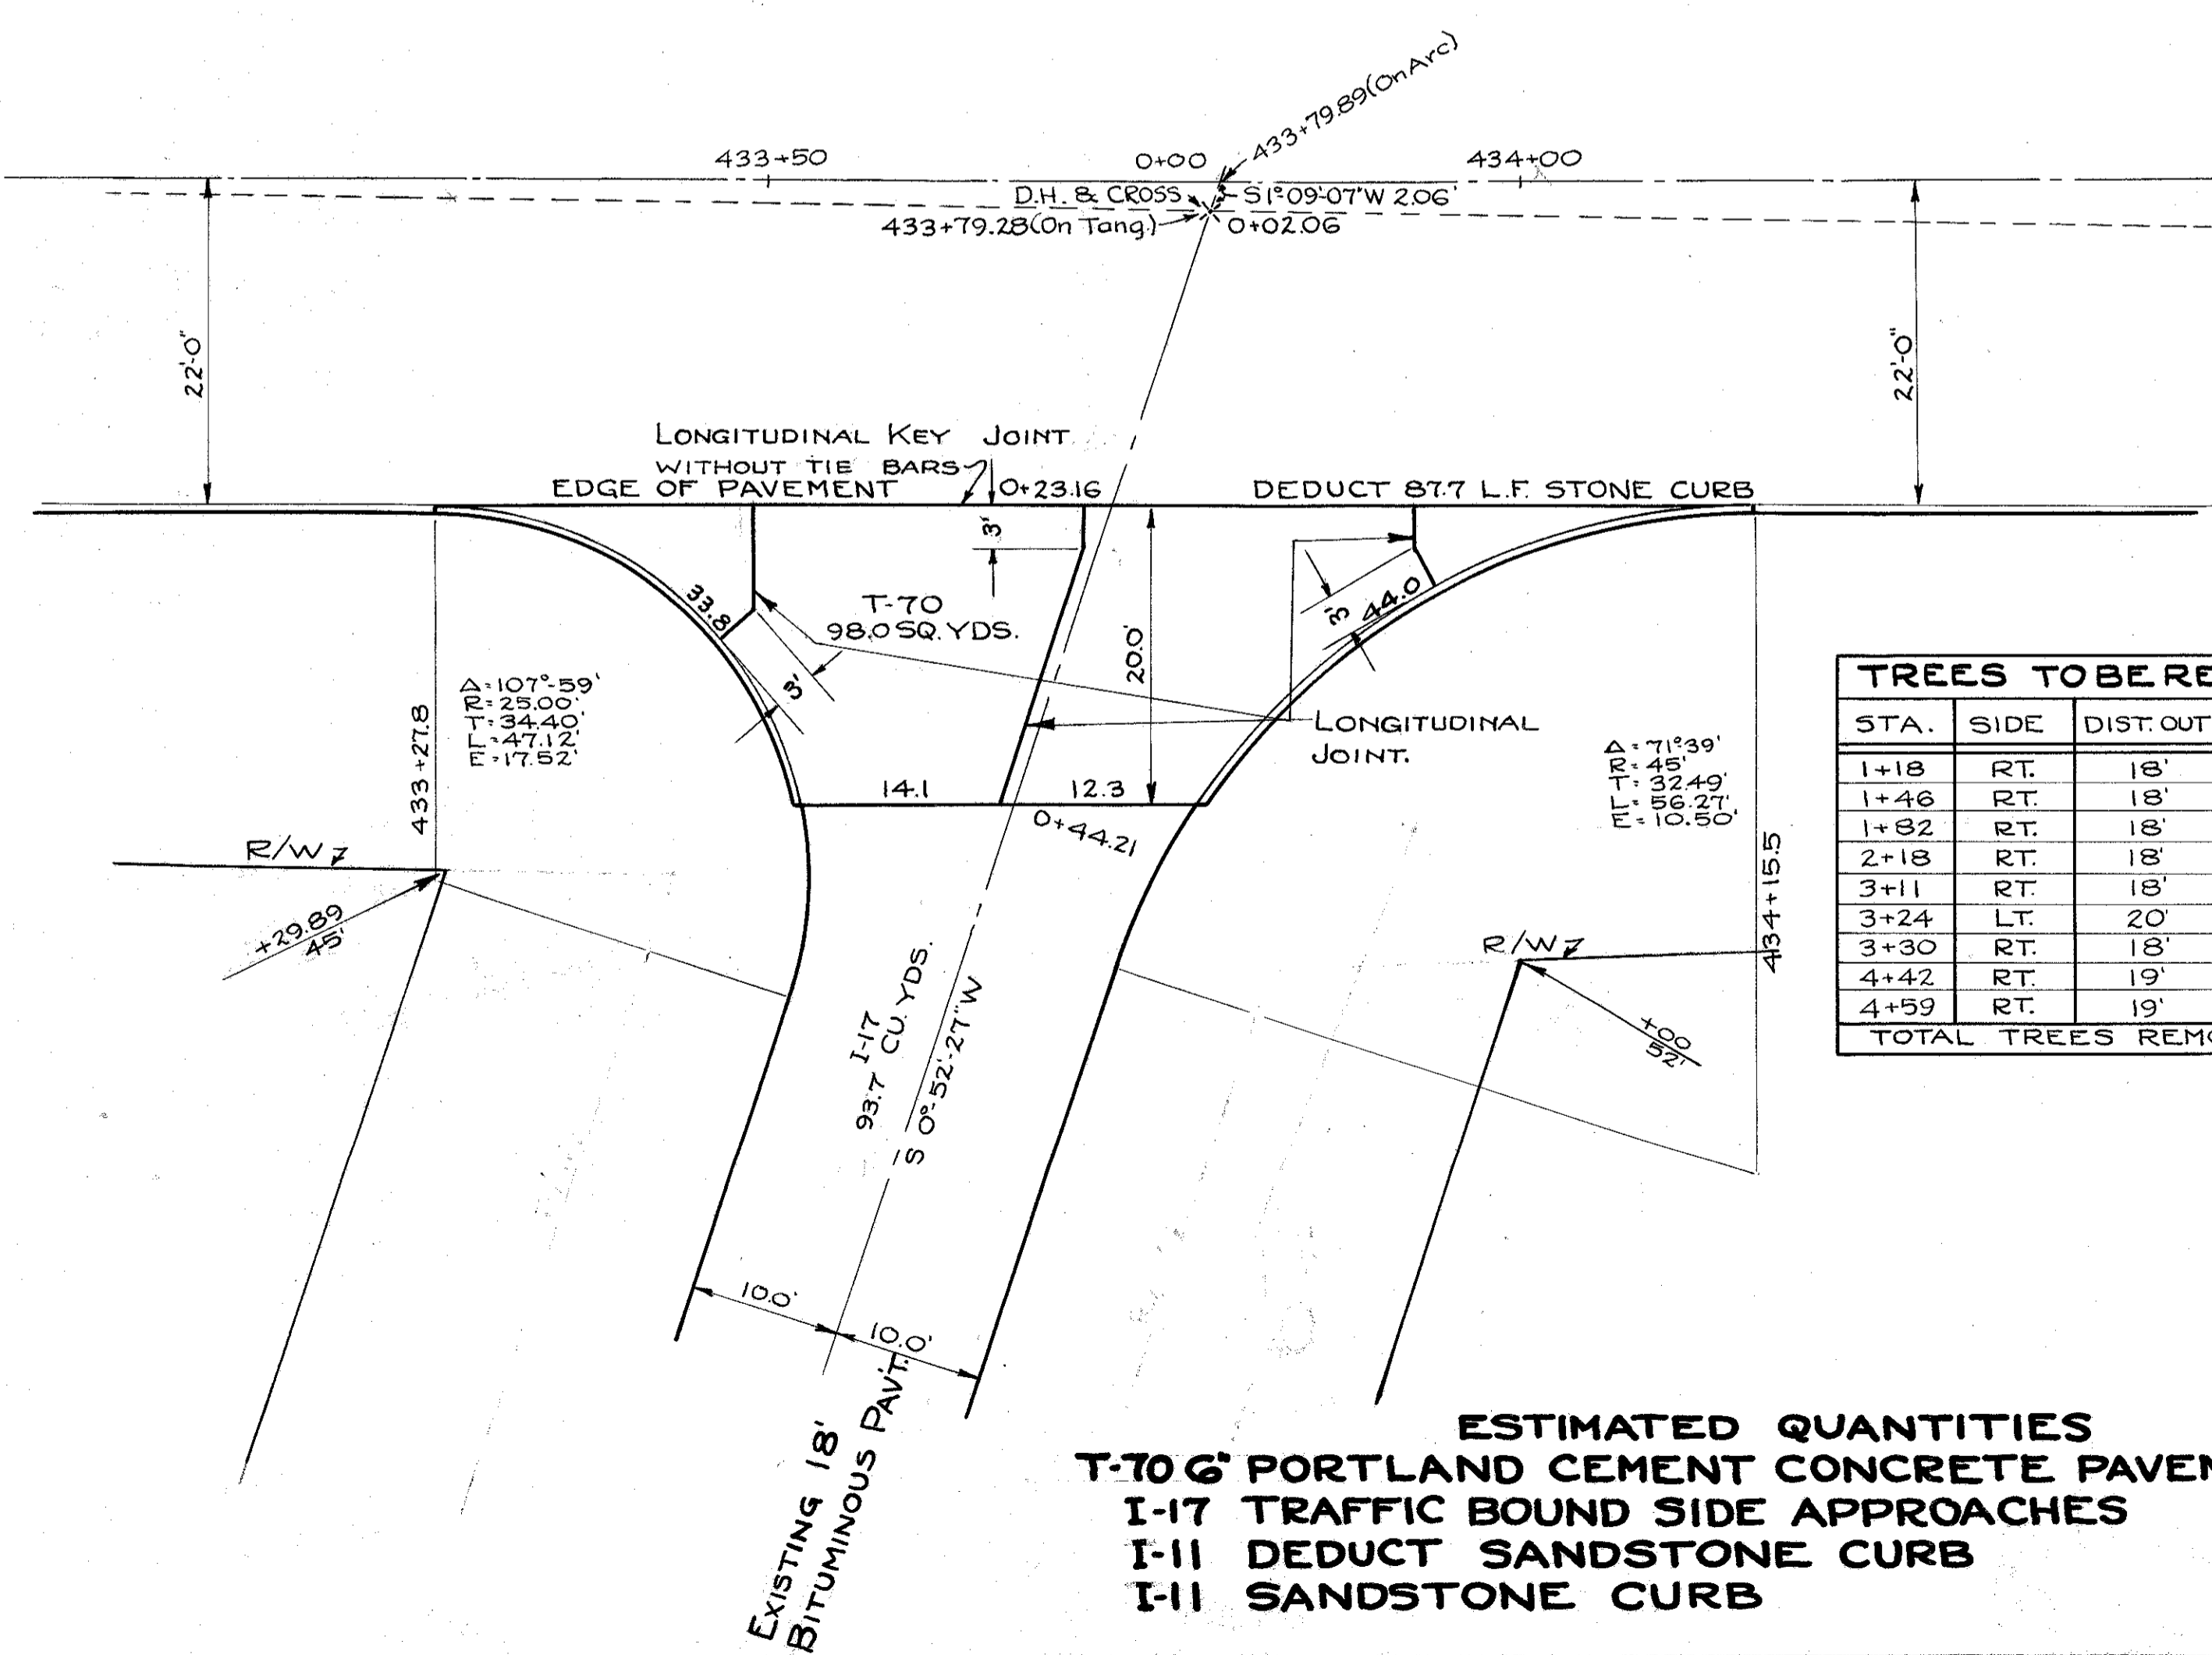 433+79.89(On Arc)
433+50
0+00
434+00
D.H. & CROSS
S1°-09'-07"W 2.06'
433+79.28(On Tang.)
0+02.06
22'-0"
22'-0"
LONGITUDINAL KEY JOINT
WITHOUT TIE BARS
EDGE OF PAVEMENT
0+23.16
DEDUCT 87.7 L.F. STONE CURB
3'
33.8
T-70
98.0 SQ. YDS.
3'
20.0'
3'
44.0
LONGITUDINAL
JOINT.
433+27.8
Δ=107°-59'
R=25.00'
T=34.40'
L=47.12'
E=17.52'
14.1
12.3
0+44.21
Δ=71°39'
R=45'
T=32.49'
L=56.27'
E=10.50'
434+15.5
R/W
+29.89
45'
R/W
+00
52'
I-17
93.7 CU. YDS.
S 0°-52'-27"W
10.0'
10.0'
EXISTING 18'
BITUMINOUS PAV'T.
TREES TO BE RE
STA. SIDE DIST. OUT
1+18 RT. 18'
1+46 RT. 18'
1+82 RT. 18'
2+18 RT. 18'
3+11 RT. 18'
3+24 LT. 20'
3+30 RT. 18'
4+42 RT. 19'
4+59 RT. 19'
TOTAL TREES REMO
ESTIMATED QUANTITIES
T-70 6" PORTLAND CEMENT CONCRETE PAVEM
I-17 TRAFFIC BOUND SIDE APPROACHES
I-11 DEDUCT SANDSTONE CURB
I-11 SANDSTONE CURB